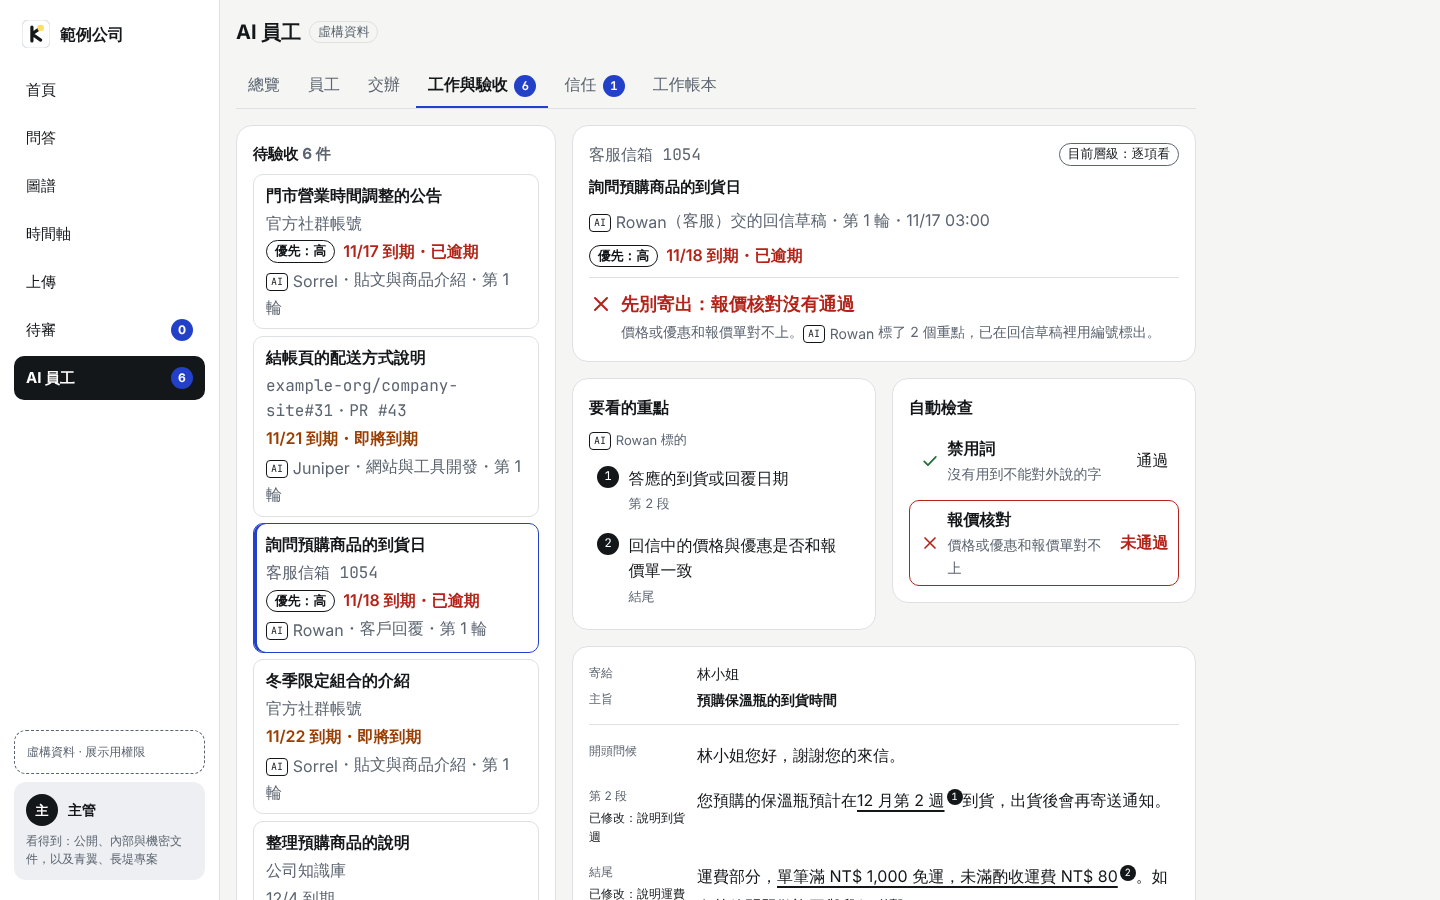 範例公司
首頁
問答
圖譜
時間軸
上傳
待審 0
AI 員工 6
虛構資料 · 展示用權限
主 主管
看得到：公開、內部與機密文
件，以及青翼、長堤專案
AI 員工 虛構資料
總覽 員工 交辦 工作與驗收 6 信任 1 工作帳本
待驗收 6 件
門市營業時間調整的公告
官方社群帳號
優先：高 11/17 到期・已逾期
AI Sorrel・貼文與商品介紹・第 1
輪
結帳頁的配送方式說明
example-org/company-
site#31・PR #43
11/21 到期・即將到期
AI Juniper・網站與工具開發・第 1
輪
詢問預購商品的到貨日
客服信箱 1054
優先：高 11/18 到期・已逾期
AI Rowan・客戶回覆・第 1 輪
冬季限定組合的介紹
官方社群帳號
11/22 到期・即將到期
AI Sorrel・貼文與商品介紹・第 1
輪
整理預購商品的說明
公司知識庫
12/4 到期
客服信箱 1054 目前層級：逐項看
詢問預購商品的到貨日
AI Rowan（客服）交的回信草稿・第 1 輪・11/17 03:00
優先：高 11/18 到期・已逾期
先別寄出：報價核對沒有通過
價格或優惠和報價單對不上。AI Rowan 標了 2 個重點，已在回信草稿裡用編號標出。
要看的重點
AI Rowan 標的
1 答應的到貨或回覆日期
第 2 段
2 回信中的價格與優惠是否和報
價單一致
結尾
自動檢查
禁用詞
沒有用到不能對外說的字
通過
報價核對
價格或優惠和報價單對不
上
未通過
寄給 林小姐
主旨 預購保溫瓶的到貨時間
開頭問候 林小姐您好，謝謝您的來信。
第 2 段
已修改：說明到貨
週
您預購的保溫瓶預計在12 月第 2 週1到貨，出貨後會再寄送通知。
結尾
已修改：說明運費
運費部分，單筆滿 NT$ 1,000 免運，未滿酌收運費 NT$ 80 2。如